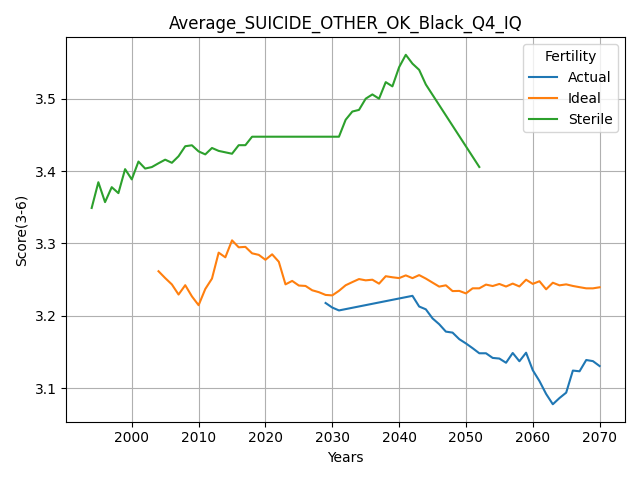 Average_SUICIDE_OTHER_OK_Black_Q4_IQ
Fertility
Actual
Ideal
Sterile
Score(3-6)
3.5
3.4
3.3
3.2
3.1
2000 2010 2020 2030 2040 2050 2060 2070
Years